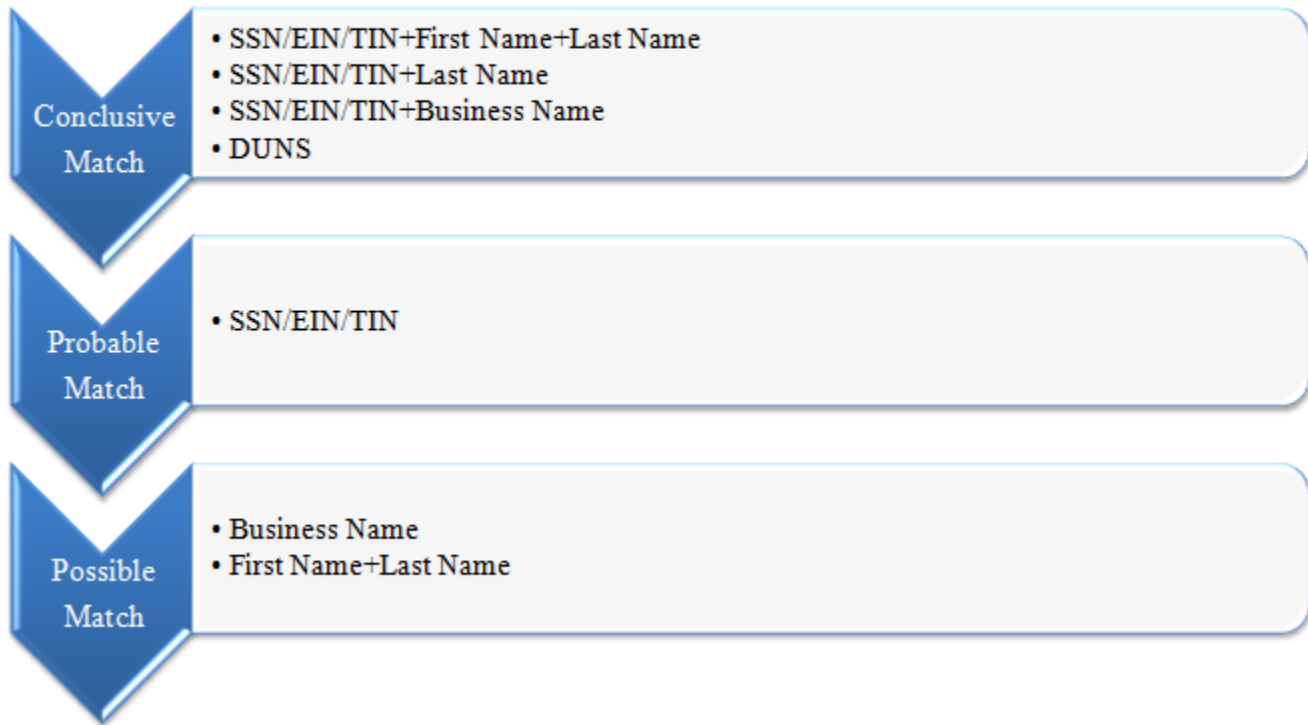 Conclusive
Match
• SSN/EIN/TIN+First Name+Last Name
• SSN/EIN/TIN+Last Name
• SSN/EIN/TIN+Business Name
• DUNS
Probable
Match
• SSN/EIN/TIN
Possible
Match
• Business Name
• First Name+Last Name